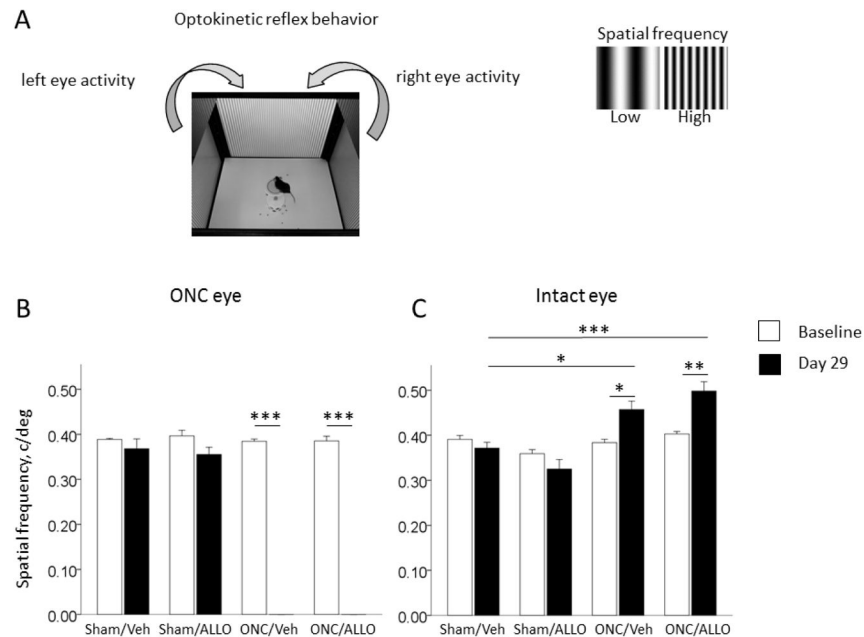 A
Optokinetic reflex behavior
left eye activity
right eye activity
Spatial frequency
Low
High
B
ONC eye
C
Intact eye
Baseline
Day 29
Spatial frequency, c/deg
0.50
0.40
0.30
0.20
0.10
0.00
***
***
Sham/Veh
Sham/ALLO
ONC/Veh
ONC/ALLO
0.50
0.40
0.30
0.20
0.10
0.00
***
*
*
**
Sham/Veh
Sham/ALLO
ONC/Veh
ONC/ALLO